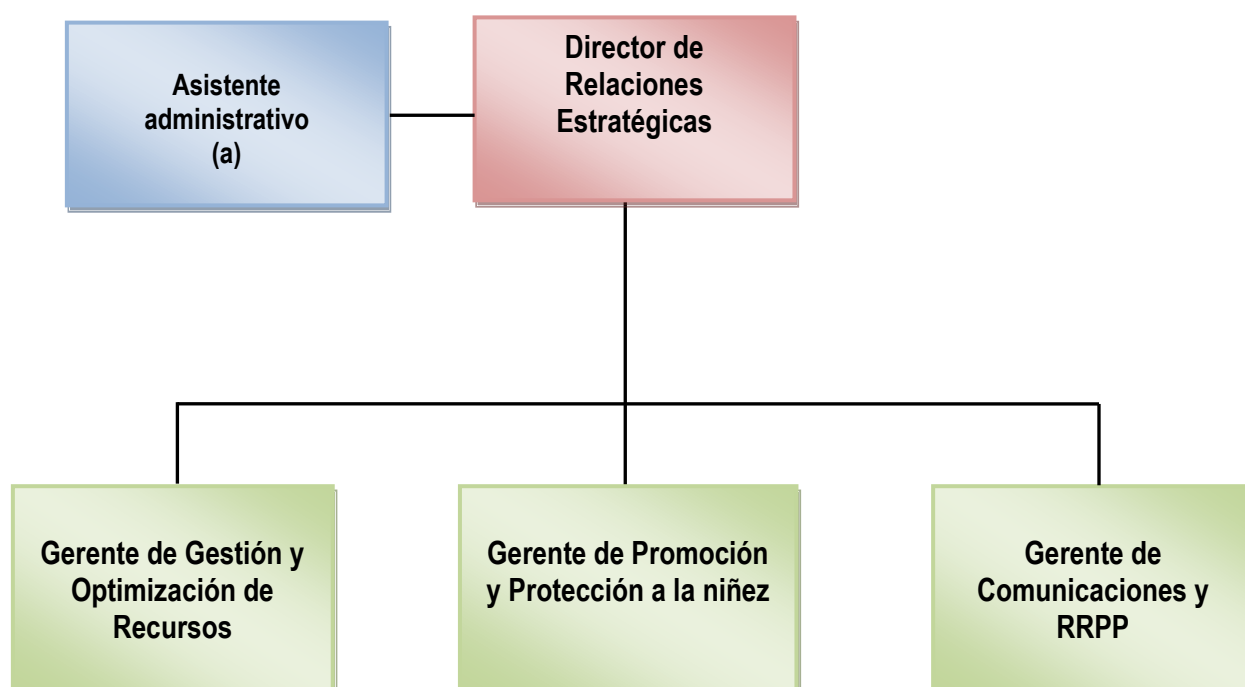 Asistente
administrativo
(a)
Director de
Relaciones
Estratégicas
Gerente de Gestión y
Optimización de
Recursos
Gerente de Promoción
y Protección a la niñez
Gerente de
Comunicaciones y
RRPP